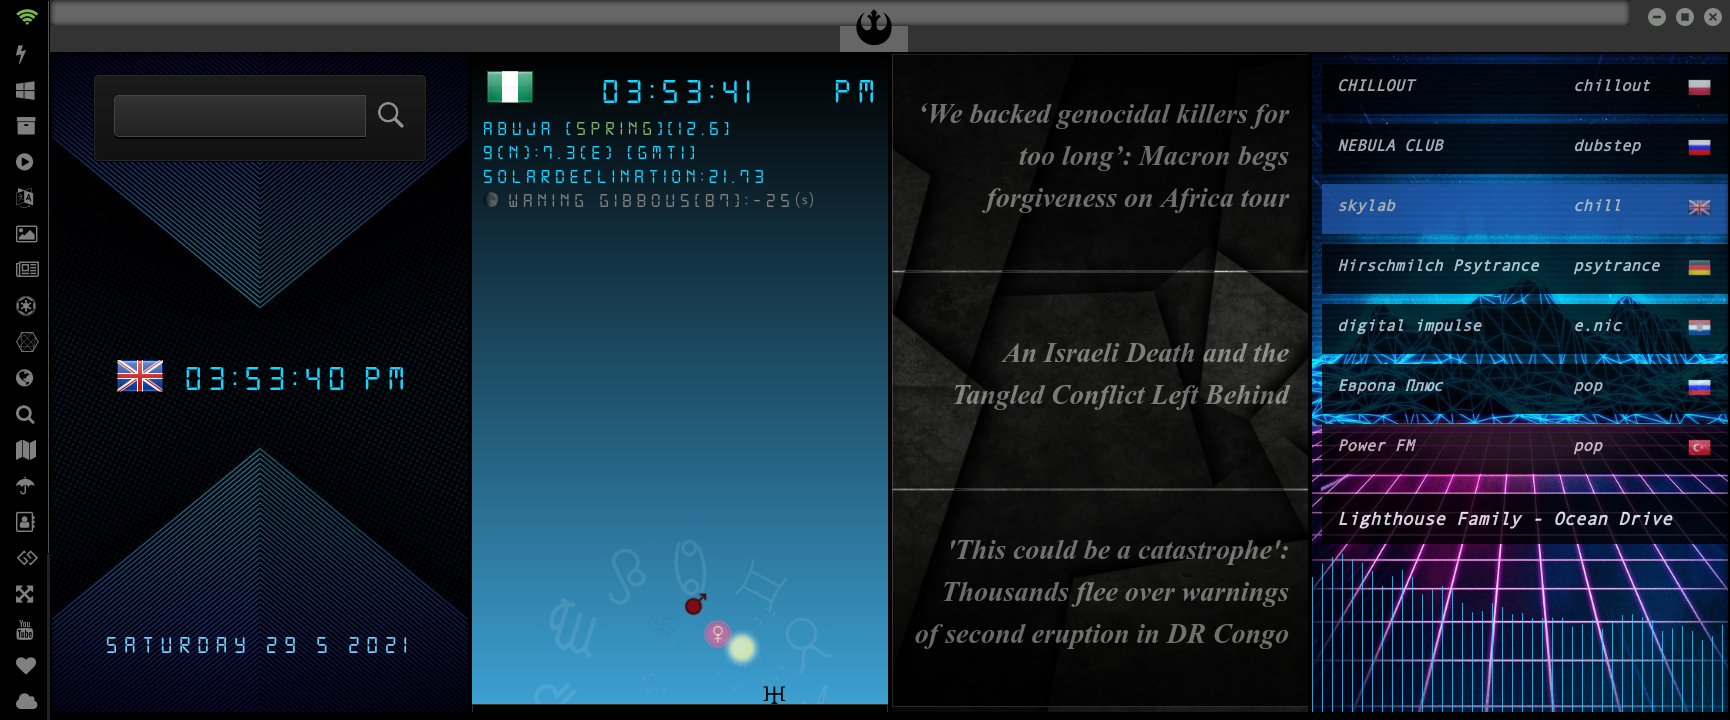 03:53:40 PM
SATURDAY 29 5 2021
03:53:41 PM
ABUJA [SPRING][12.6]
9(N):7.3(E) [GMT1]
SOLARDECLINATION:21.73
WANING GIBBOUS[87]:-25(s)
‘We backed genocidal killers for
too long’: Macron begs
forgiveness on Africa tour
An Israeli Death and the
Tangled Conflict Left Behind
'This could be a catastrophe':
Thousands flee over warnings
of second eruption in DR Congo
CHILLOUT chillout
NEBULA CLUB dubstep
skylab chill
Hirschmilch Psytrance psytrance
digital impulse e.nic
Европа Плюс pop
Power FM pop
Lighthouse Family - Ocean Drive
You
Tube